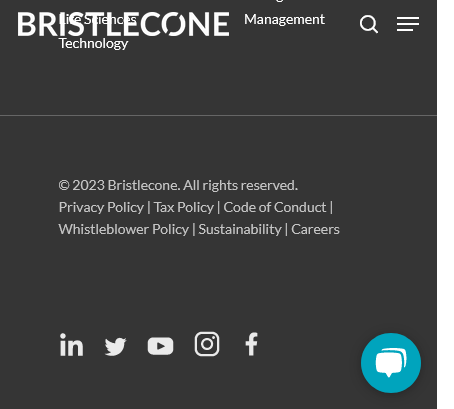 BRISTLECONE
Life Sciences
Management
Technology
© 2023 Bristlecone. All rights reserved.
Privacy Policy | Tax Policy | Code of Conduct |
Whistleblower Policy | Sustainability | Careers
in